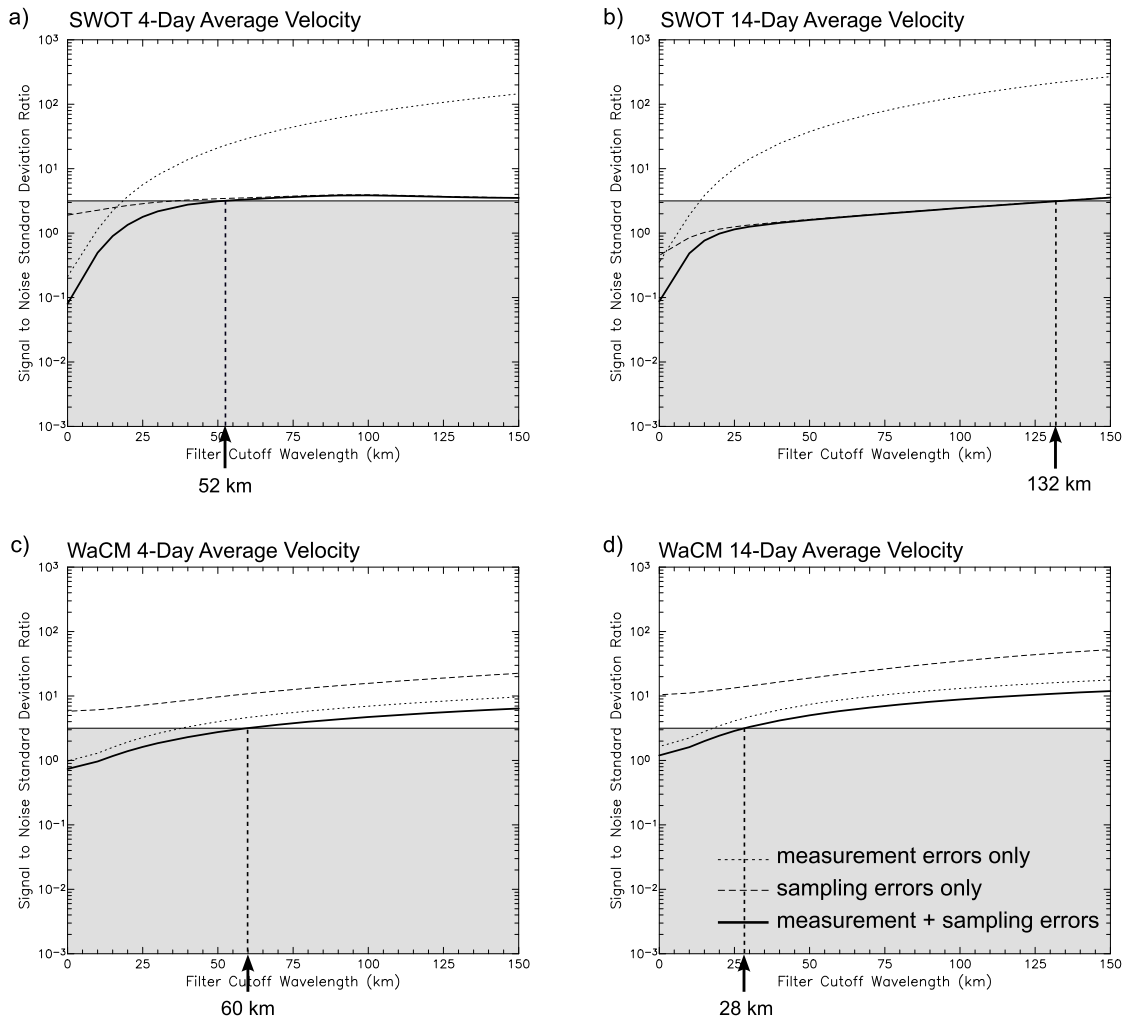 a) SWOT 4-Day Average Velocity
Signal to Noise Standard Deviation Ratio
10³
10²
10¹
10⁰
10⁻¹
10⁻²
10⁻³
0 25 50 75 100 125 150
Filter Cutoff Wavelength (km)
52 km
b) SWOT 14-Day Average Velocity
Signal to Noise Standard Deviation Ratio
10³
10²
10¹
10⁰
10⁻¹
10⁻²
10⁻³
0 25 50 75 100 125 150
Filter Cutoff Wavelength (km)
132 km
c) WaCM 4-Day Average Velocity
Signal to Noise Standard Deviation Ratio
10³
10²
10¹
10⁰
10⁻¹
10⁻²
10⁻³
0 25 50 75 100 125 150
Filter Cutoff Wavelength (km)
60 km
d) WaCM 14-Day Average Velocity
Signal to Noise Standard Deviation Ratio
10³
10²
10¹
10⁰
10⁻¹
10⁻²
10⁻³
measurement errors only
sampling errors only
measurement + sampling errors
0 25 50 75 100 125 150
Filter Cutoff Wavelength (km)
28 km